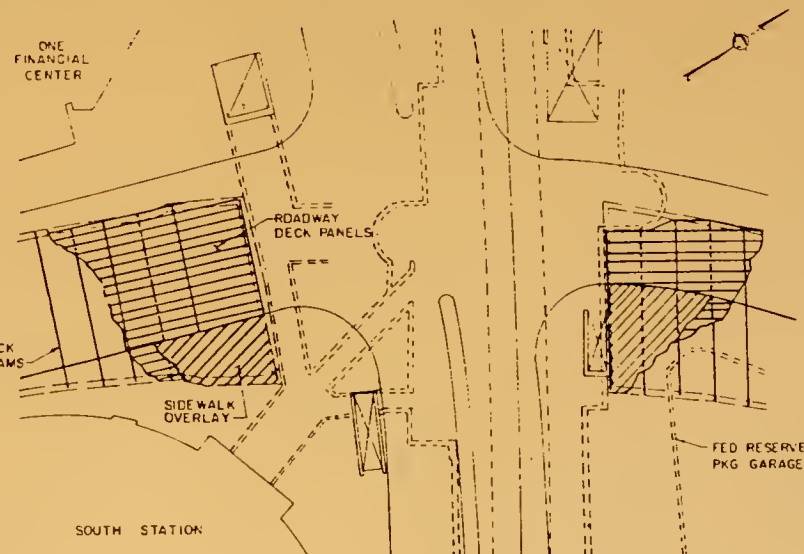 ONE
FINANCIAL
CENTER
ROADWAY
DECK PANELS
SIDEWALK
OVERLAY
SOUTH STATION
FED RESERVE
PKG GARAGE